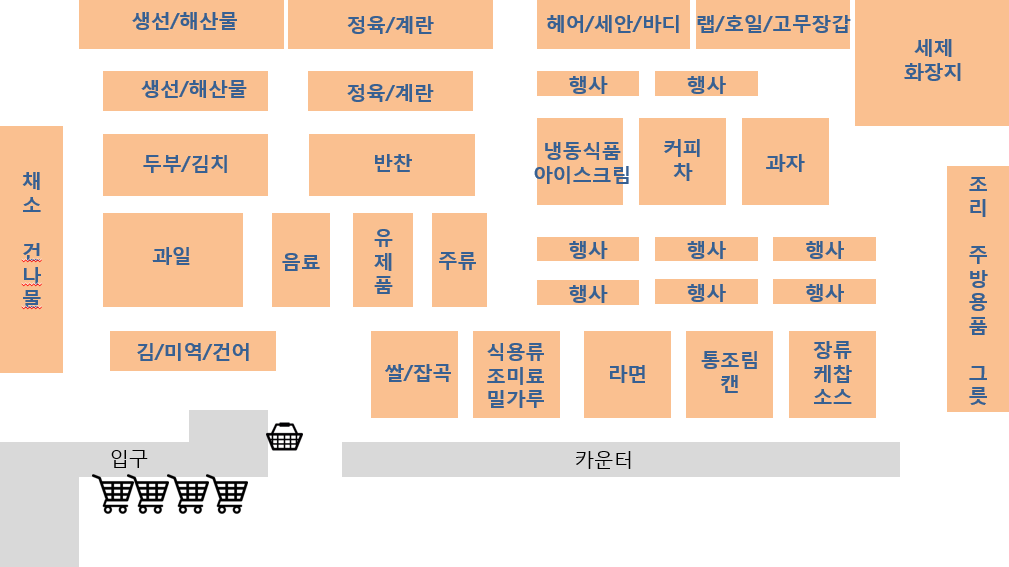 생선/해산물
정육/계란
헤어/세안/바디
랩/호일/고무장갑
세제
화장지
생선/해산물
정육/계란
행사
행사
채소 건나물
두부/김치
반찬
냉동식품
아이스크림
커피
차
과자
조리 주방용품 그릇
과일
음료
유제품
주류
행사
행사
행사
행사
행사
행사
김/미역/건어
쌀/잡곡
식용류
조미료
밀가루
라면
통조림
캔
장류
케찹
소스
입구
카운터